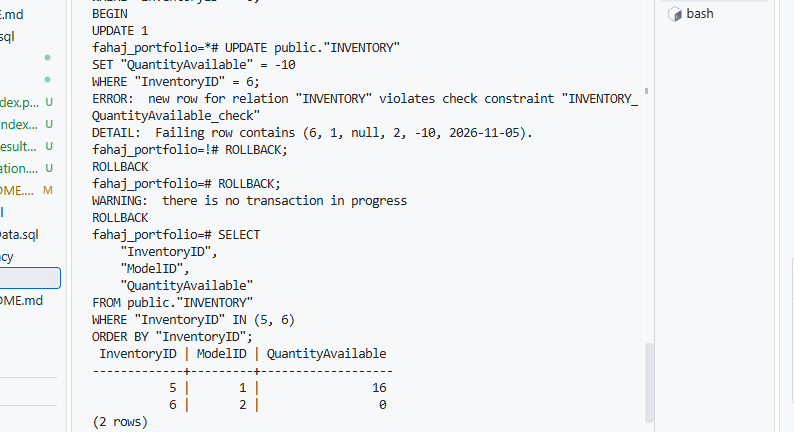 E.md
sql
dex.p... U
ndex... U
esult... U
ation.... U
OME.... M
l
Data.sql
cy
OME.md
BEGIN
UPDATE 1
fahaj_portfolio=*# UPDATE public."INVENTORY"
SET "QuantityAvailable" = -10
WHERE "InventoryID" = 6;
ERROR:  new row for relation "INVENTORY" violates check constraint "INVENTORY_
QuantityAvailable_check"
DETAIL:  Failing row contains (6, 1, null, 2, -10, 2026-11-05).
fahaj_portfolio=!# ROLLBACK;
ROLLBACK
fahaj_portfolio=# ROLLBACK;
WARNING:  there is no transaction in progress
ROLLBACK
fahaj_portfolio=# SELECT
    "InventoryID",
    "ModelID",
    "QuantityAvailable"
FROM public."INVENTORY"
WHERE "InventoryID" IN (5, 6)
ORDER BY "InventoryID";
 InventoryID | ModelID | QuantityAvailable
-------------+---------+-------------------
           5 |       1 |                16
           6 |       2 |                 0
(2 rows)
bash